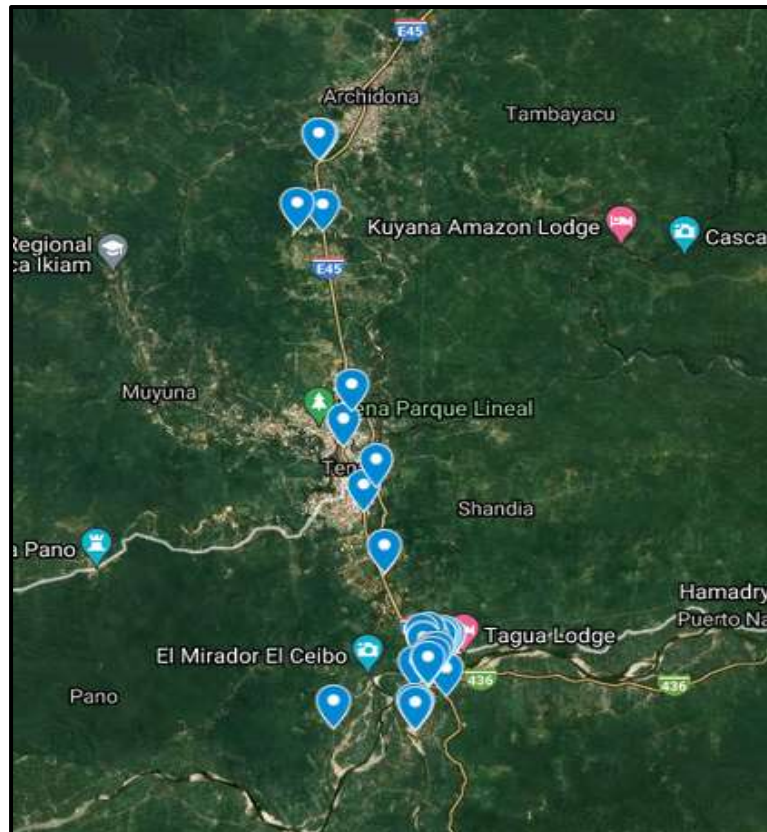 E45
Archidona
Tambayacu
Kuyana Amazon Lodge
Casca
Regional
ca Ikiam
E45
Muyuna
ena Parque Lineal
Ten
Shandia
a Pano
Hamadry
Puerto Na
Tagua Lodge
El Mirador El Ceibo
436
436
Pano